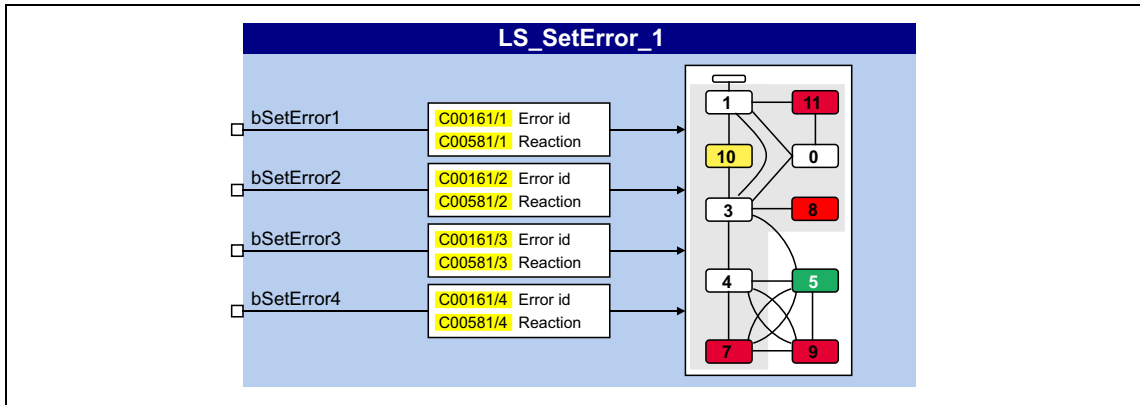 LS_SetError_1
bSetError1
C00161/1 Error id
C00581/1 Reaction
bSetError2
C00161/2 Error id
C00581/2 Reaction
bSetError3
C00161/3 Error id
C00581/3 Reaction
bSetError4
C00161/4 Error id
C00581/4 Reaction
1 11
10 0
3 8
4 5
7 9